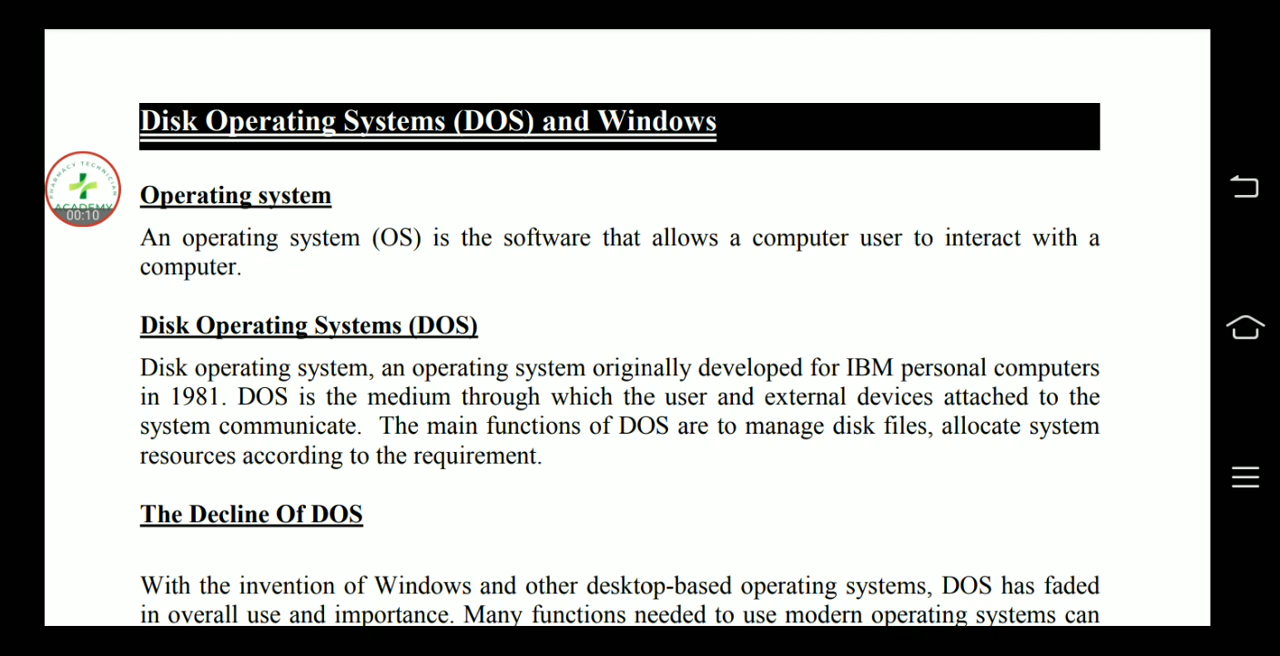 Disk Operating Systems (DOS) and Windows
PHARMACY TECHNICIAN
ACADEMY
00:10
Operating system
An operating system (OS) is the software that allows a computer user to interact with a
computer.
Disk Operating Systems (DOS)
Disk operating system, an operating system originally developed for IBM personal computers
in 1981. DOS is the medium through which the user and external devices attached to the
system communicate. The main functions of DOS are to manage disk files, allocate system
resources according to the requirement.
The Decline Of DOS
With the invention of Windows and other desktop-based operating systems, DOS has faded
in overall use and importance. Many functions needed to use modern operating systems can